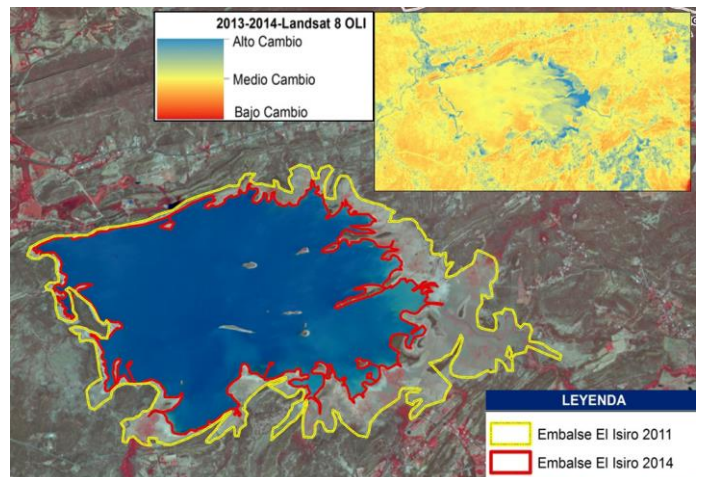 2013-2014-Landsat 8 OLI
Alto Cambio
Medio Cambio
Bajo Cambio
LEYENDA
Embalse El Isiro 2011
Embalse El Isiro 2014